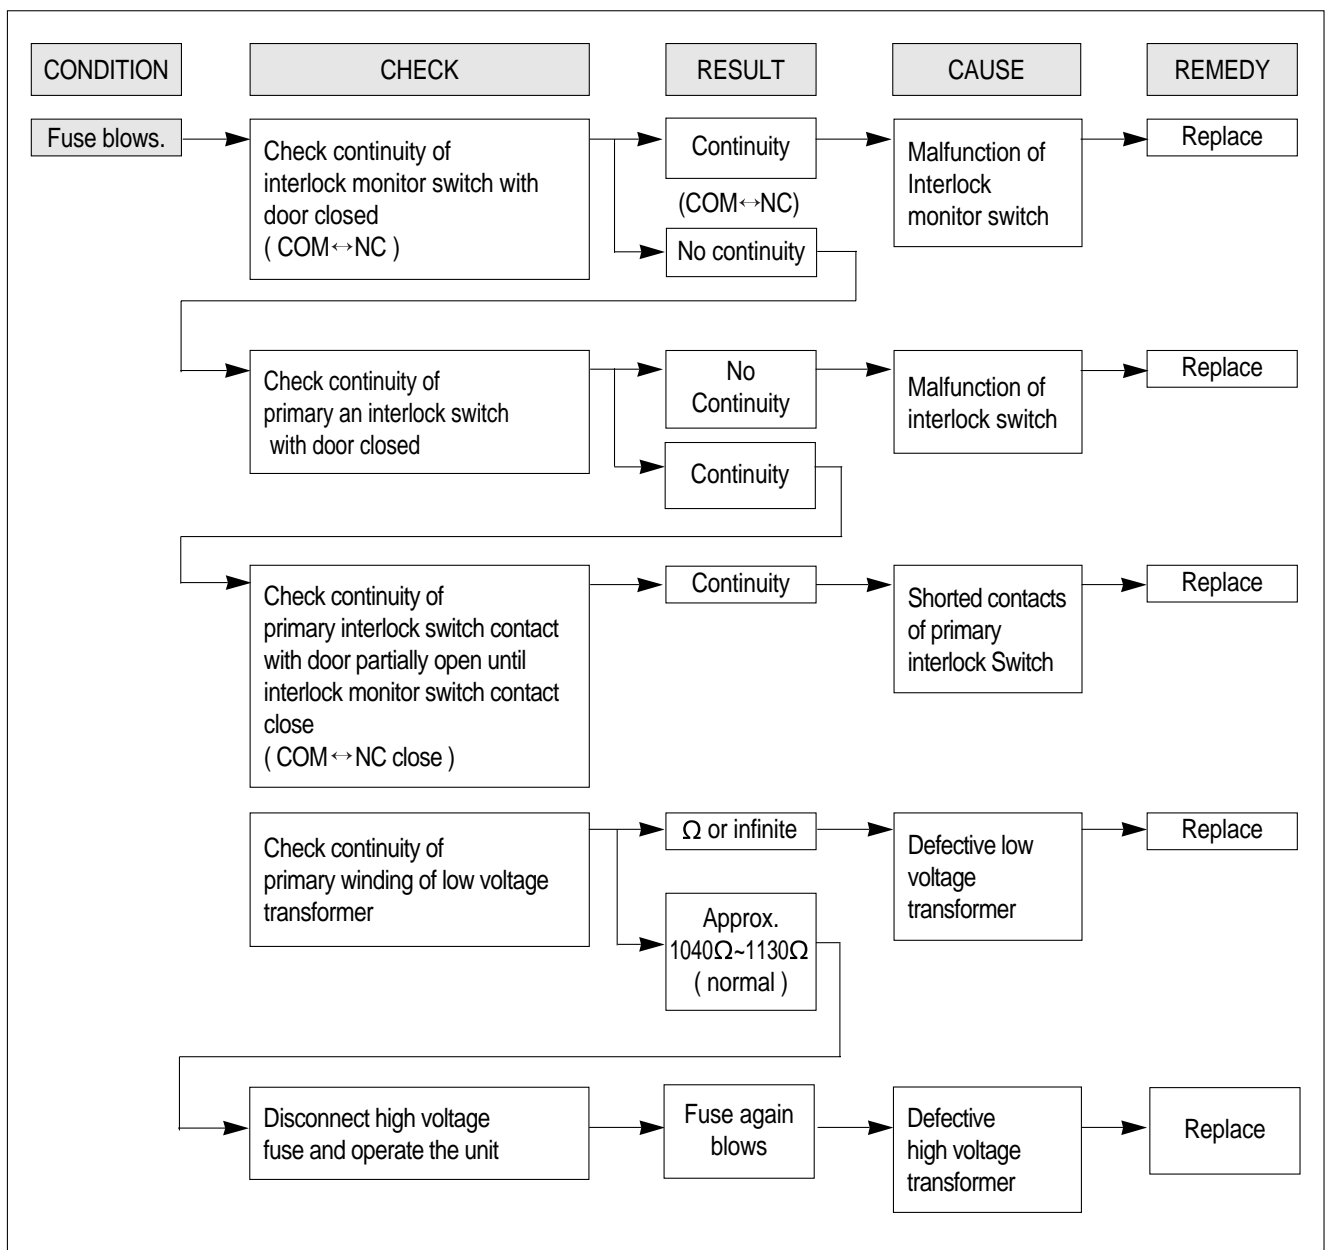 CONDITION
CHECK
RESULT
CAUSE
REMEDY
Fuse blows.
Check continuity of
interlock monitor switch with
door closed
( COM↔NC )
Continuity
(COM↔NC)
No continuity
Malfunction of
Interlock
monitor switch
Replace
Check continuity of
primary an interlock switch
with door closed
No
Continuity
Continuity
Malfunction of
interlock switch
Replace
Check continuity of
primary interlock switch contact
with door partially open until
interlock monitor switch contact
close
( COM↔NC close )
Continuity
Shorted contacts
of primary
interlock Switch
Replace
Check continuity of
primary winding of low voltage
transformer
Ω or infinite
Approx.
1040Ω~1130Ω
( normal )
Defective low
voltage
transformer
Replace
Disconnect high voltage
fuse and operate the unit
Fuse again
blows
Defective
high voltage
transformer
Replace